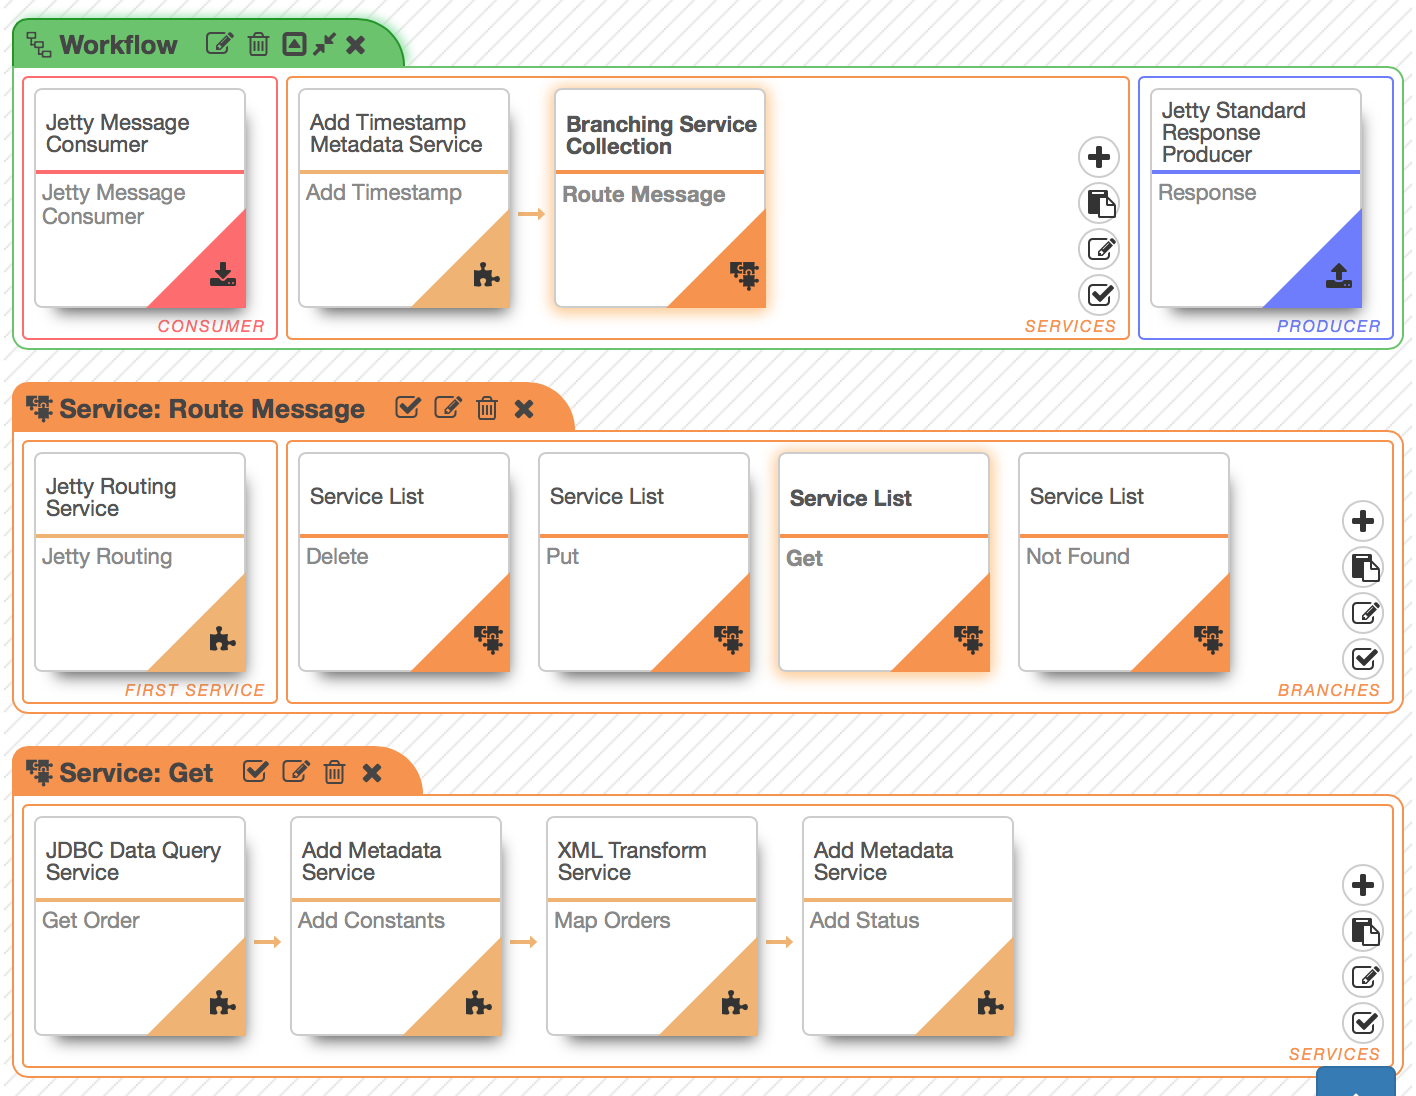 Workflow
Jetty Message
Consumer
Jetty Message
Consumer
CONSUMER
Add Timestamp
Metadata Service
Add Timestamp
Branching Service
Collection
Route Message
SERVICES
Jetty Standard
Response
Producer
Response
PRODUCER
Service: Route Message
Jetty Routing
Service
Jetty Routing
FIRST SERVICE
Service List
Delete
Service List
Put
Service List
Get
Service List
Not Found
BRANCHES
Service: Get
JDBC Data Query
Service
Get Order
Add Metadata
Service
Add Constants
XML Transform
Service
Map Orders
Add Metadata
Service
Add Status
SERVICES